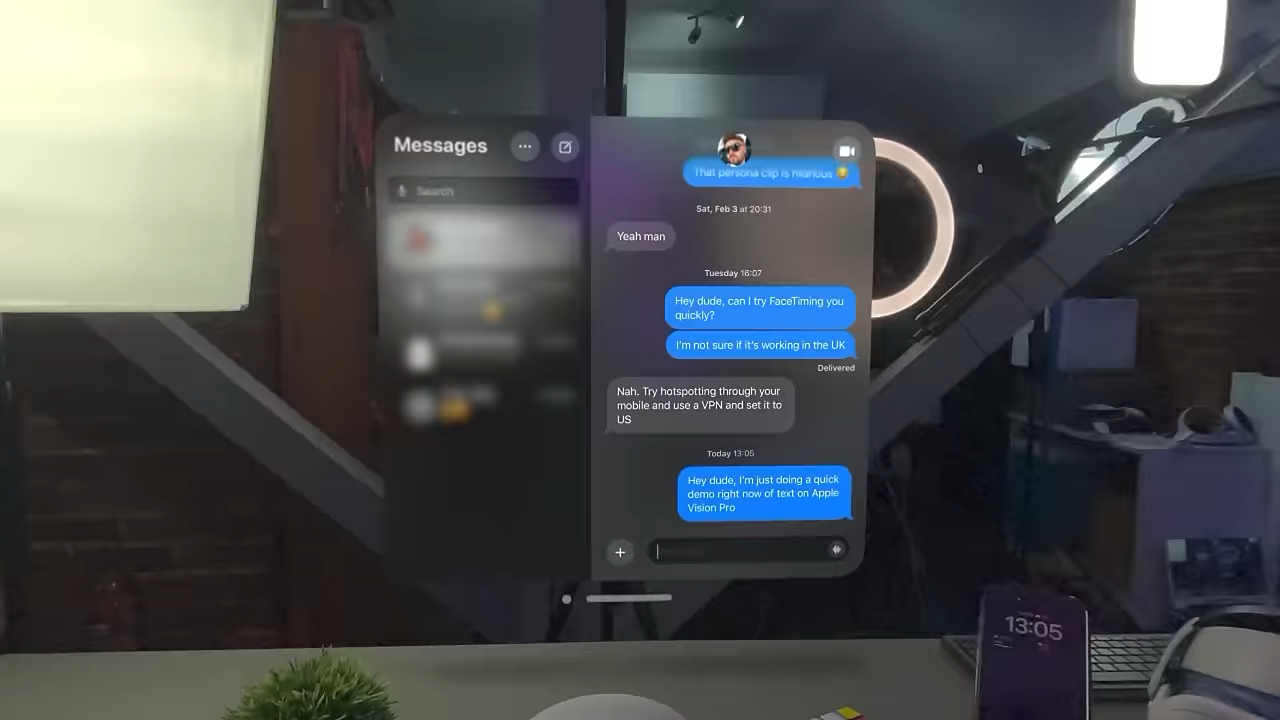 Messages
Search
That persona clip is hilarious
Sat, Feb 3 at 20:31
Yeah man
Tuesday 16:07
Hey dude, can I try FaceTiming you
quickly?
I'm not sure if it's working in the UK
Delivered
Nah. Try hotspotting through your
mobile and use a VPN and set it to
US
Today 13:05
Hey dude, I'm just doing a quick
demo right now of text on Apple
Vision Pro
13:05